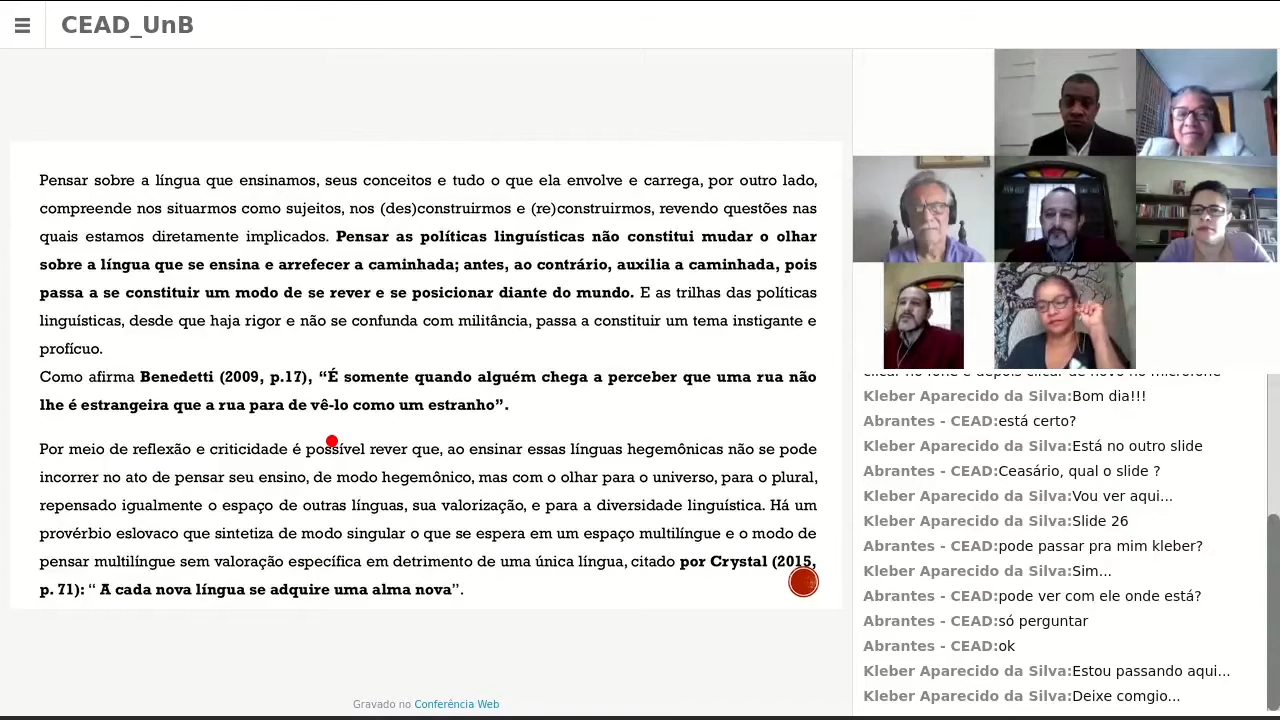 CEAD_UnB
Pensar sobre a língua que ensinamos, seus conceitos e tudo o que ela envolve e carrega, por outro lado,
compreende nos situarmos como sujeitos, nos (des)construirmos e (re)construirmos, revendo questões nas
quais estamos diretamente implicados. Pensar as políticas linguísticas não constitui mudar o olhar
sobre a língua que se ensina e arrefecer a caminhada; antes, ao contrário, auxilia a caminhada, pois
passa a se constituir um modo de se rever e se posicionar diante do mundo. E as trilhas das políticas
linguísticas, desde que haja rigor e não se confunda com militância, passa a constituir um tema instigante e
profícuo.
Como afirma Benedetti (2009, p.17), “É somente quando alguém chega a perceber que uma rua não
lhe é estrangeira que a rua para de vê-lo como um estranho”.
Por meio de reflexão e criticidade é possível rever que, ao ensinar essas línguas hegemônicas não se pode
incorrer no ato de pensar seu ensino, de modo hegemônico, mas com o olhar para o universo, para o plural,
repensado igualmente o espaço de outras línguas, sua valorização, e para a diversidade linguística. Há um
provérbio eslovaco que sintetiza de modo singular o que se espera em um espaço multilíngue e o modo de
pensar multilíngue sem valoração específica em detrimento de uma única língua, citado por Crystal (2015,
p. 71): “ A cada nova língua se adquire uma alma nova”.
Gravado no Conferência Web
clicar no fone e depois clicar de novo no microfone
Kleber Aparecido da Silva:Bom dia!!!
Abrantes - CEAD:está certo?
Kleber Aparecido da Silva:Está no outro slide
Abrantes - CEAD:Ceasário, qual o slide ?
Kleber Aparecido da Silva:Vou ver aqui...
Kleber Aparecido da Silva:Slide 26
Abrantes - CEAD:pode passar pra mim kleber?
Kleber Aparecido da Silva:Sim...
Abrantes - CEAD:pode ver com ele onde está?
Abrantes - CEAD:só perguntar
Abrantes - CEAD:ok
Kleber Aparecido da Silva:Estou passando aqui...
Kleber Aparecido da Silva:Deixe comgio...